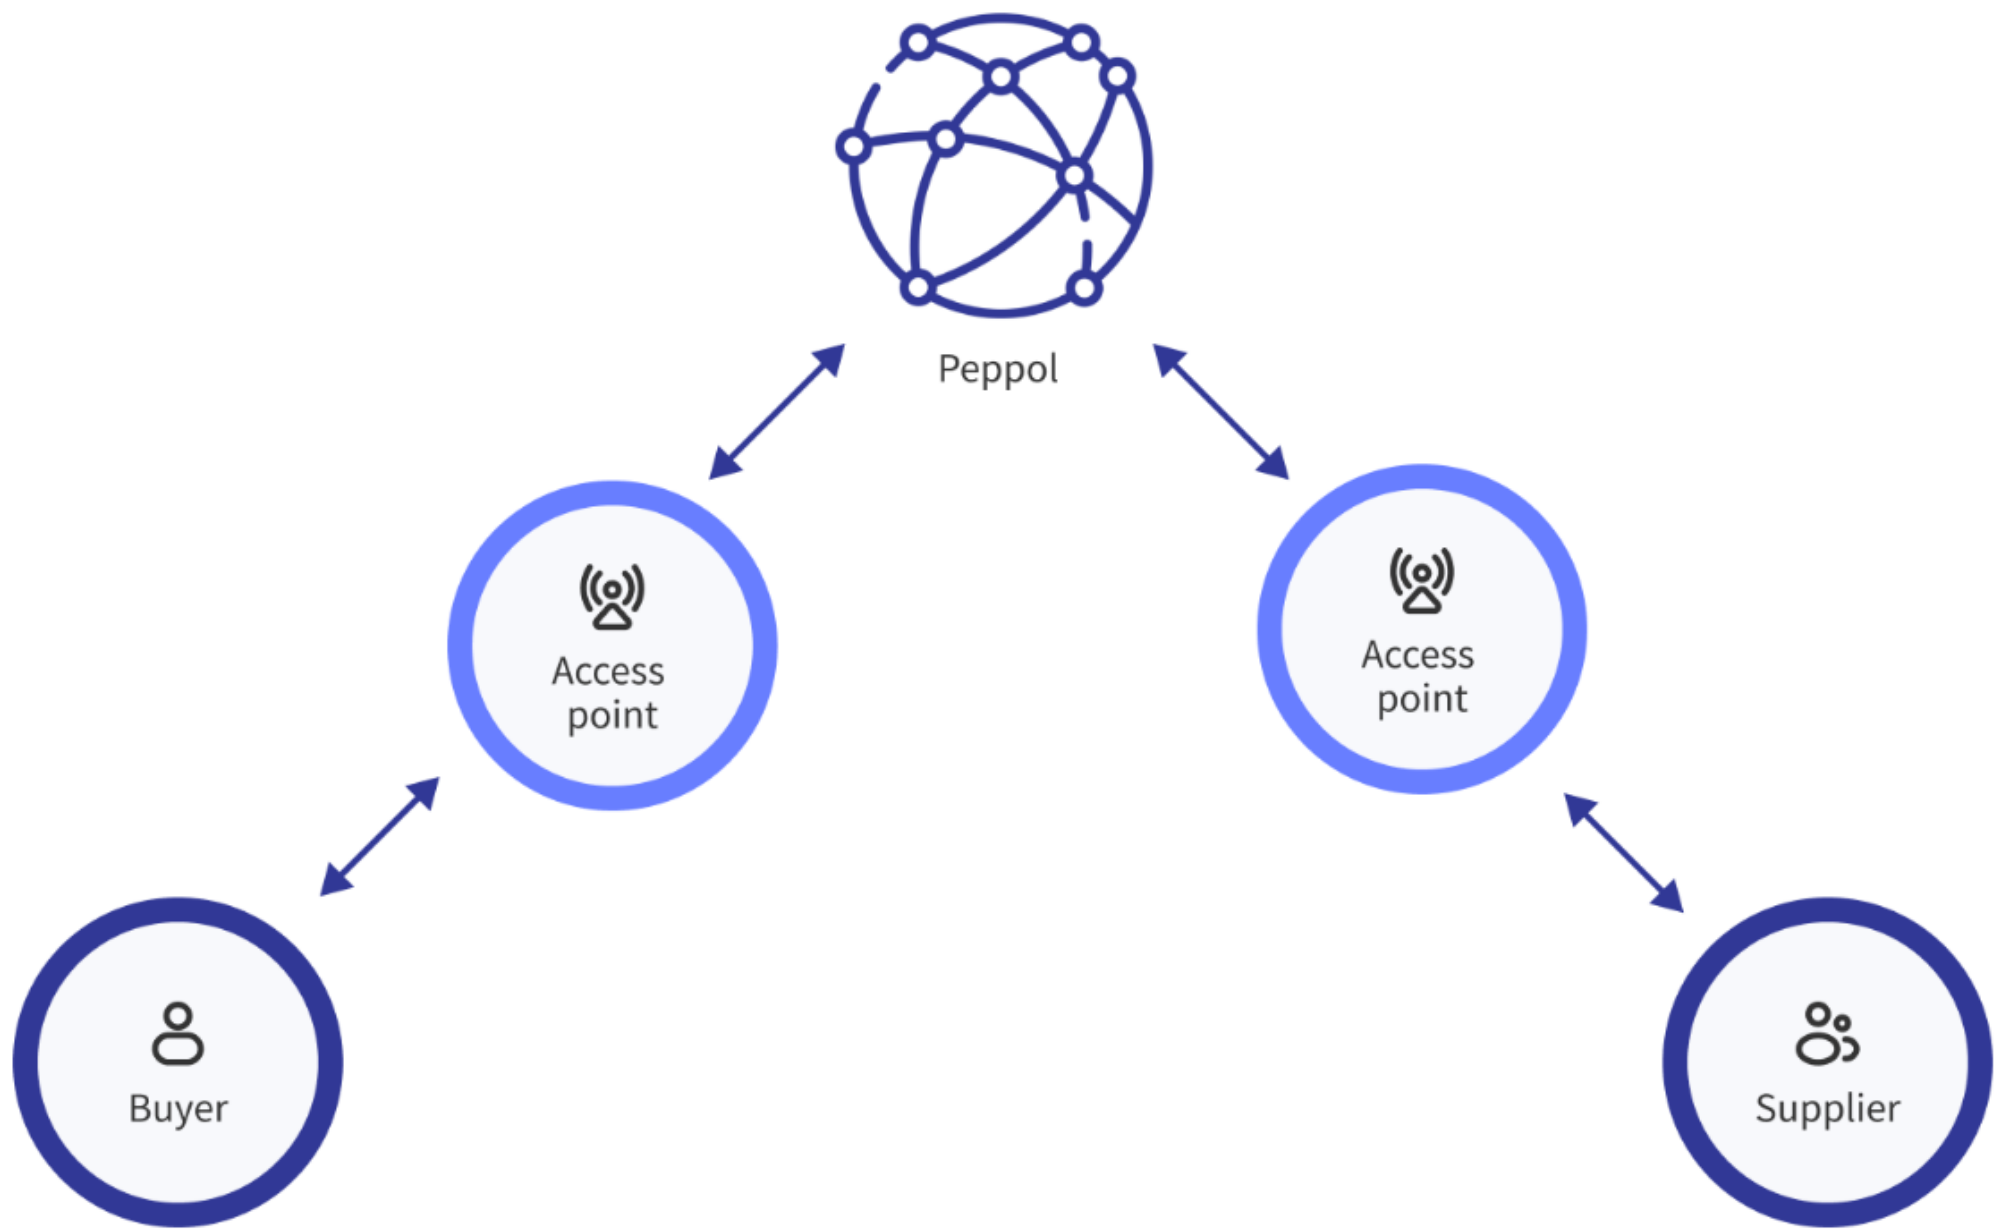 Peppol
Access
point
Access
point
Buyer
Supplier